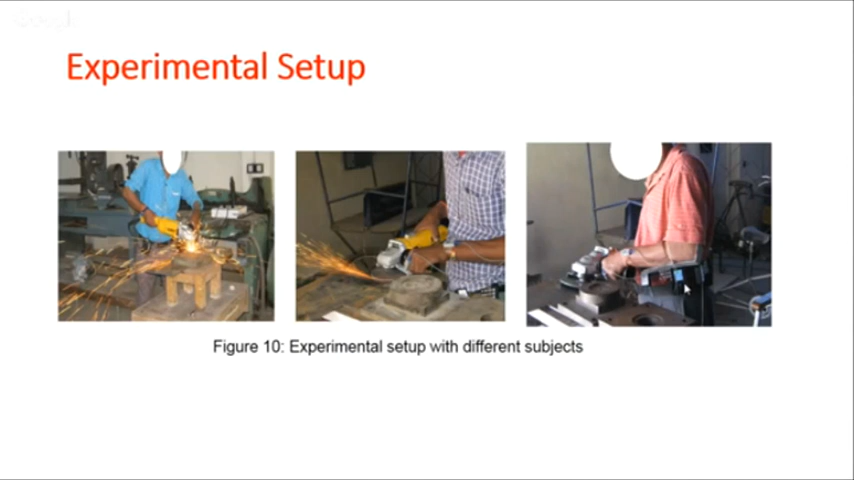 Experimental Setup
Figure 10: Experimental setup with different subjects